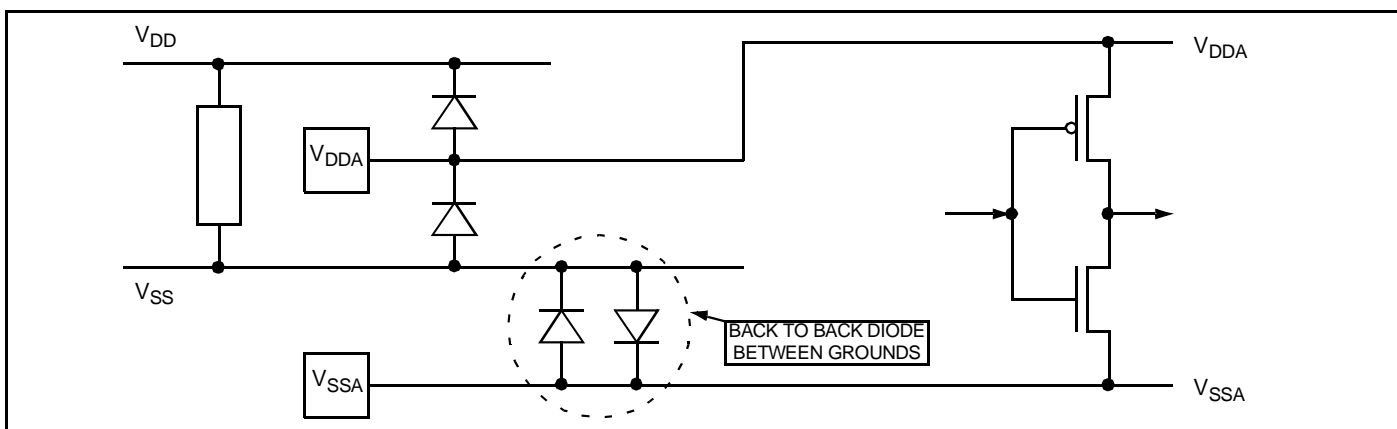 VDD
VDDA
VDDA
VSS
BACK TO BACK DIODE
BETWEEN GROUNDS
VSSA
VSSA